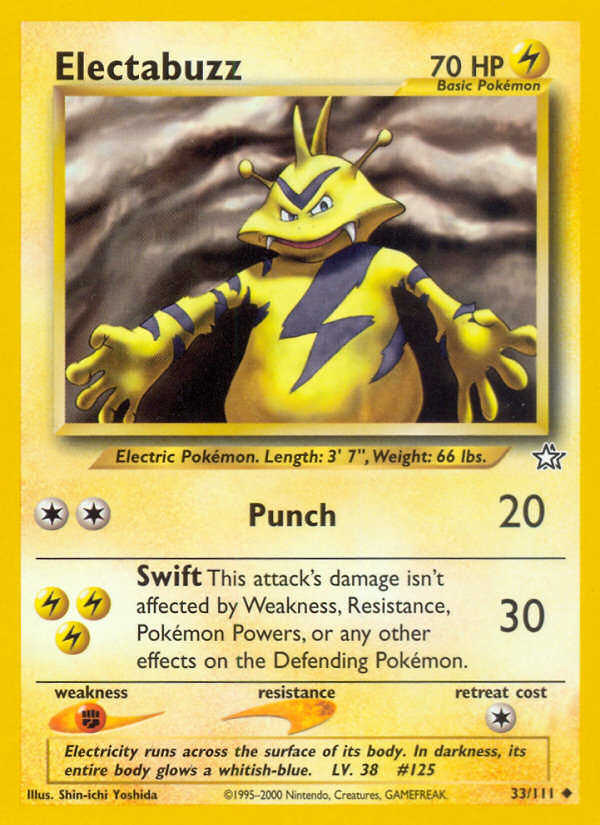 Electabuzz 70 HP
Basic Pokémon
Electric Pokémon. Length: 3' 7", Weight: 66 lbs.
Punch 20
Swift This attack's damage isn't
affected by Weakness, Resistance,
Pokémon Powers, or any other
effects on the Defending Pokémon.
30
weakness resistance retreat cost
Electricity runs across the surface of its body. In darkness, its
entire body glows a whitish-blue. LV. 38 #125
Illus. Shin-ichi Yoshida ©1995-2000 Nintendo, Creatures, GAMEFREAK. 33/111